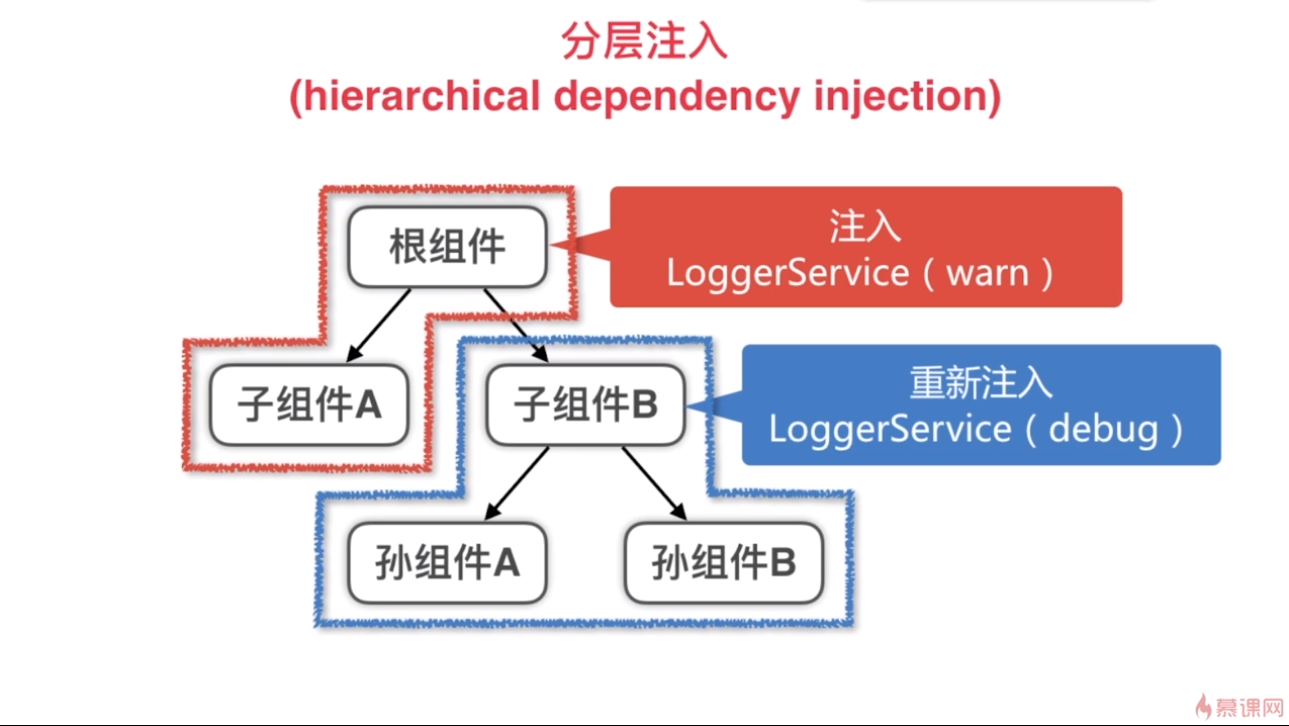 分层注入
(hierarchical dependency injection)
根组件
注入
LoggerService（warn）
子组件A
子组件B
重新注入
LoggerService（debug）
孙组件A
孙组件B
慕课网